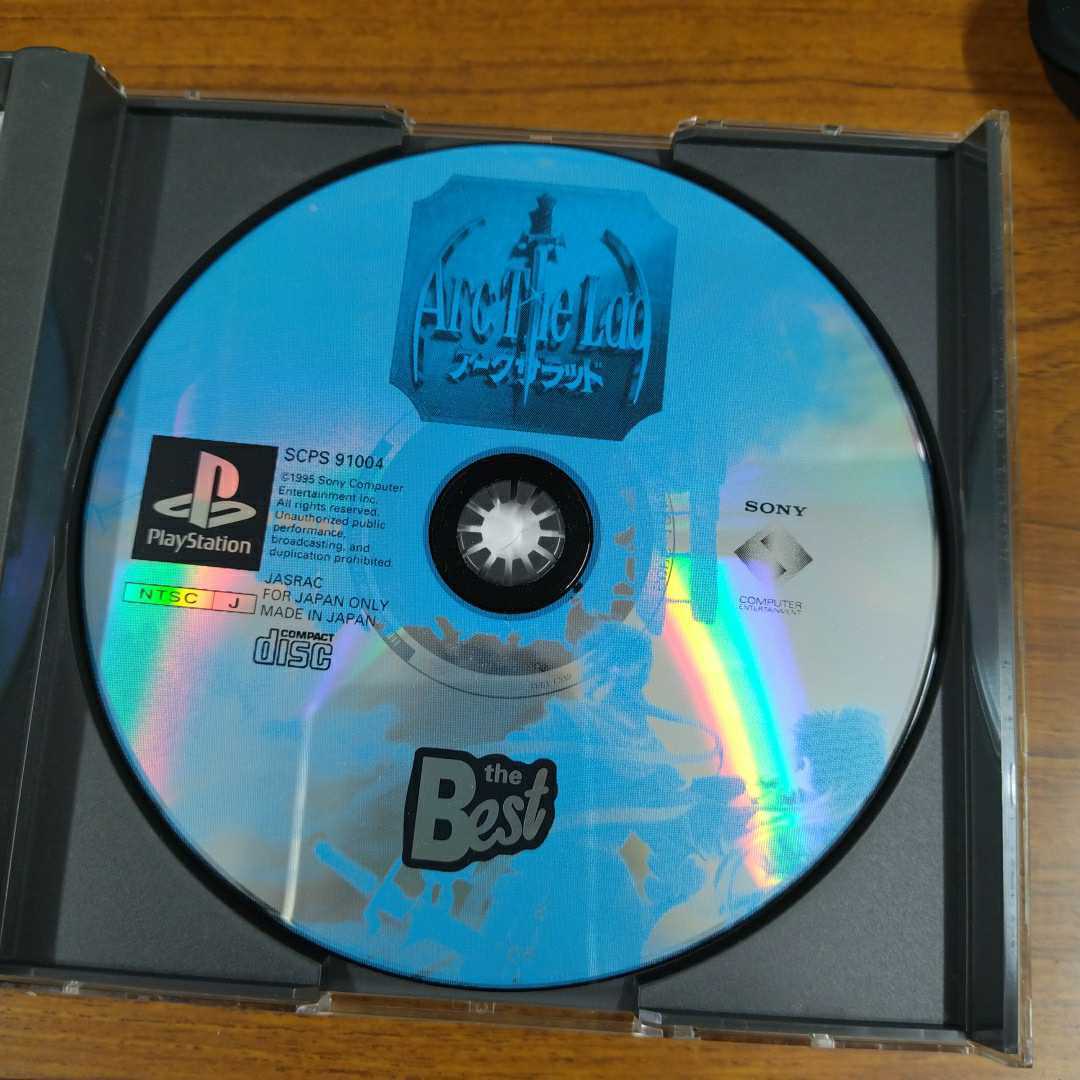 Arc The Lad
アークザラッド
PlayStation
SCPS 91004
©1995 Sony Computer
Entertainment Inc.
All rights reserved.
Unauthorized public
performance,
broadcasting, and
duplication prohibited.
NTSC J
JASRAC
FOR JAPAN ONLY
MADE IN JAPAN
COMPACT
disc
SONY
COMPUTER
ENTERTAINMENT
the
Best